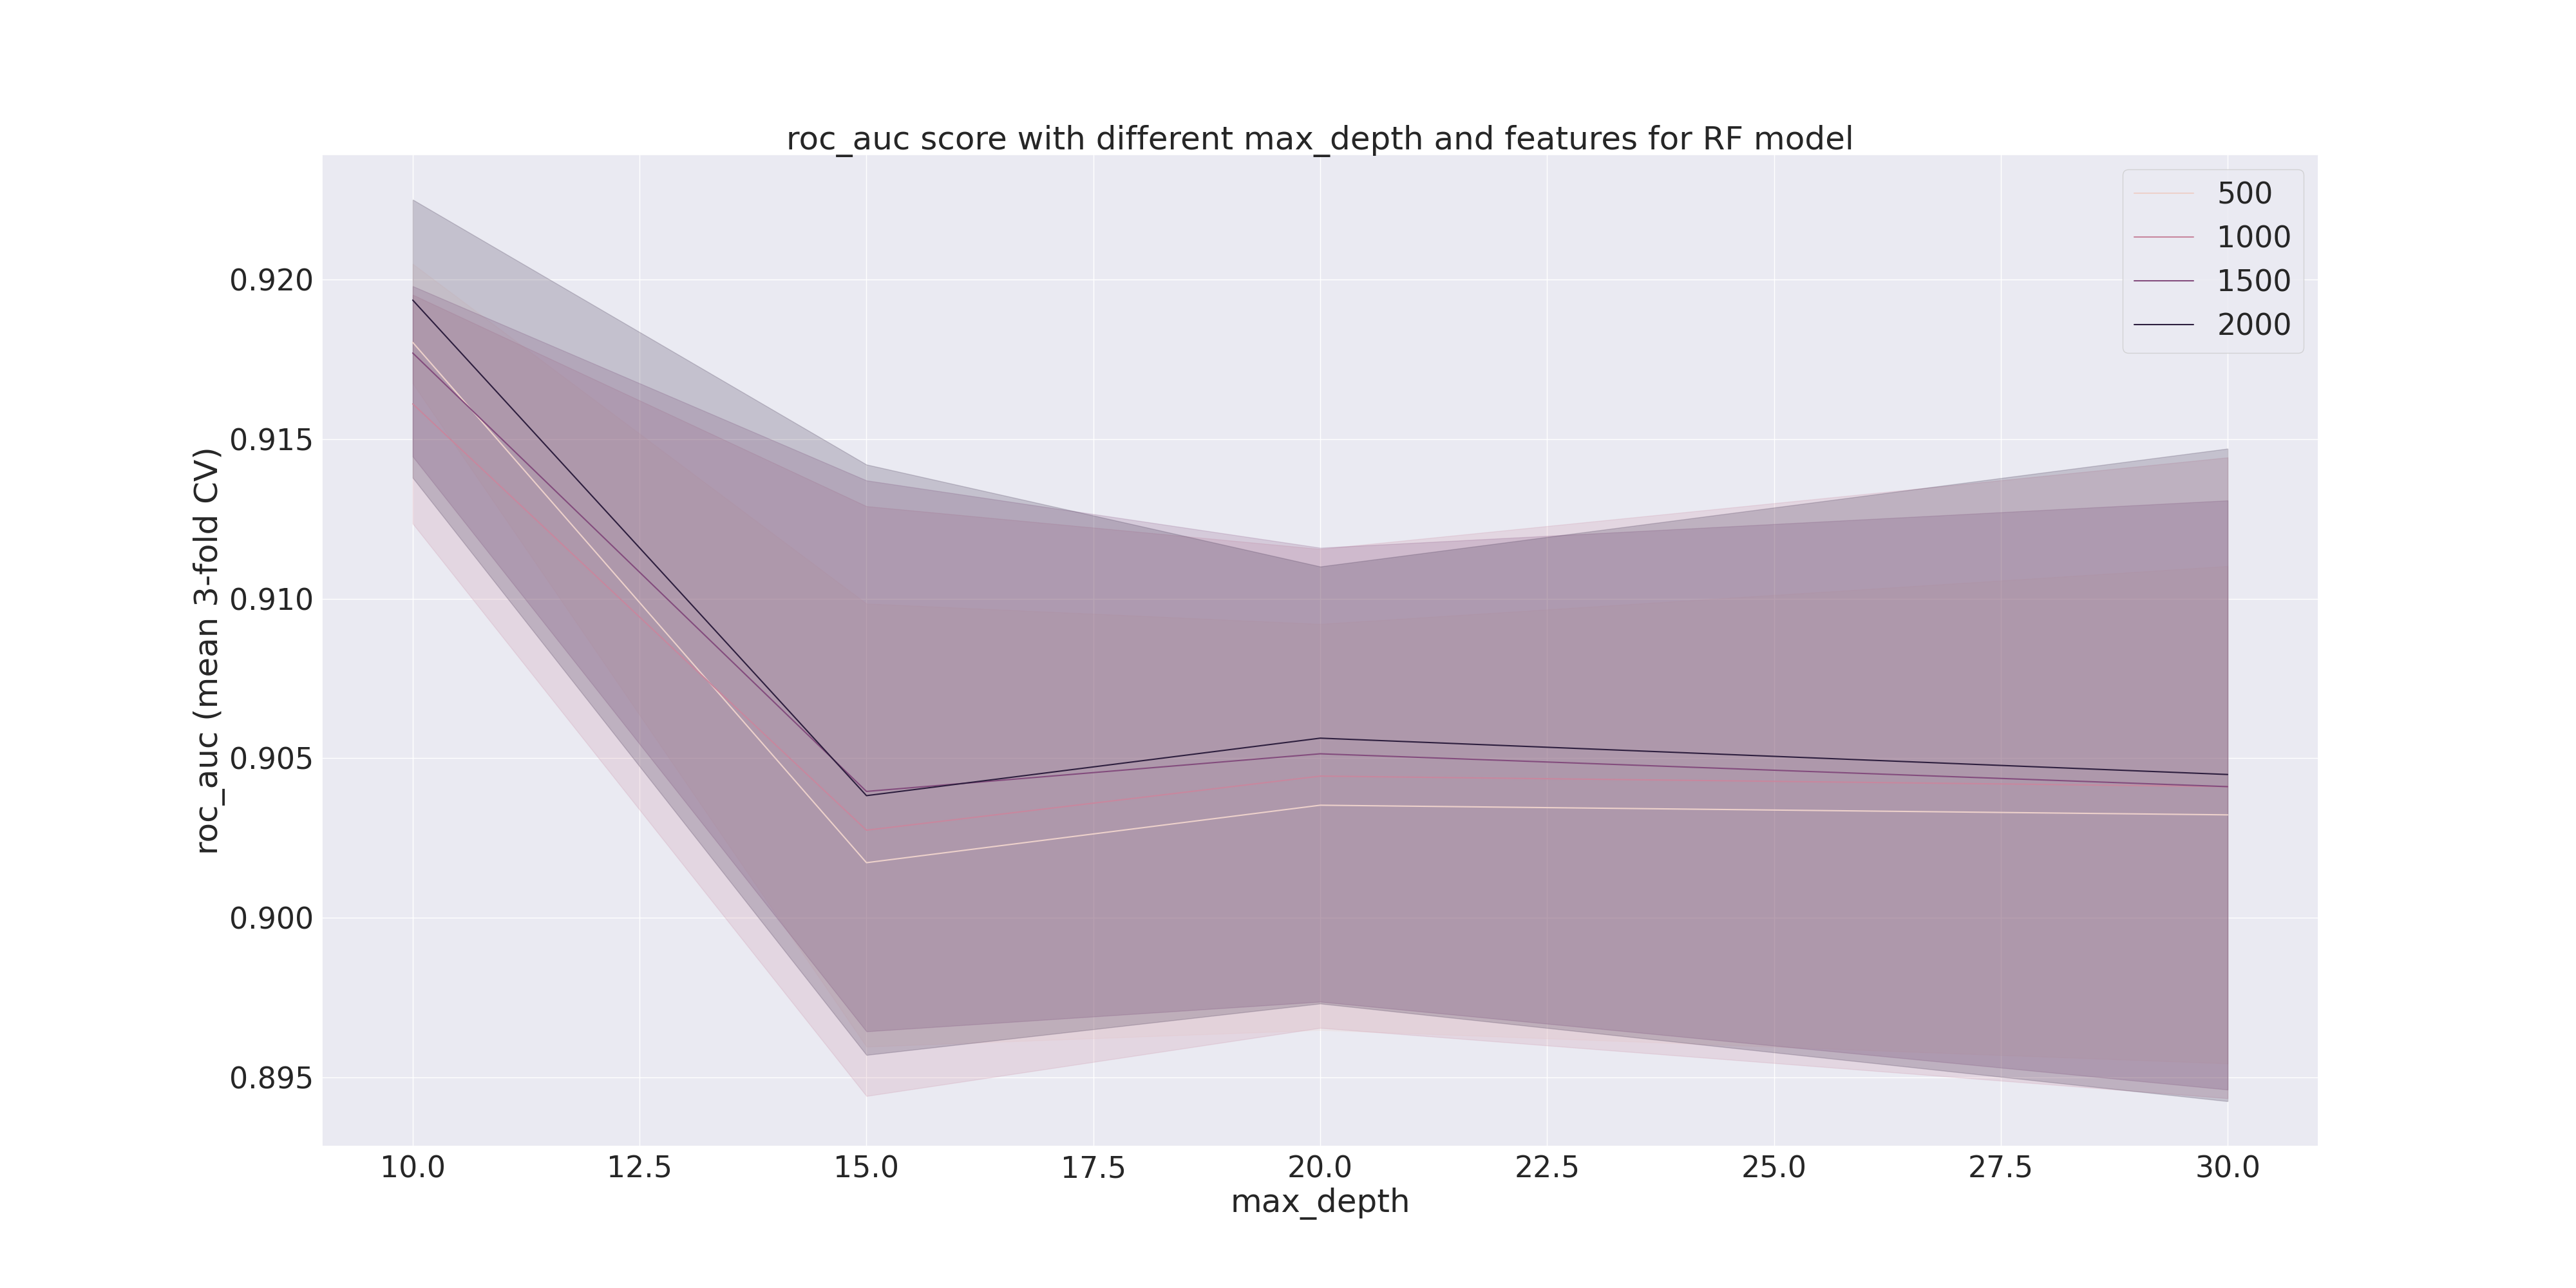 roc_auc score with different max_depth and features for RF model
500
1000
1500
2000
roc_auc (mean 3-fold CV)
0.920
0.915
0.910
0.905
0.900
0.895
10.0 12.5 15.0 17.5 20.0 22.5 25.0 27.5 30.0
max_depth